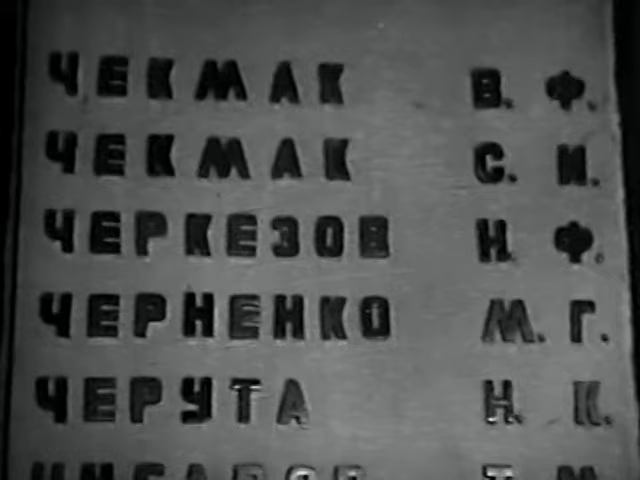 ЧЕКМАК В. Ф.
ЧЕКМАК С. И.
ЧЕРКЕЗОВ Н. Ф.
ЧЕРНЕНКО М. Г.
ЧЕРУТА Н. К.